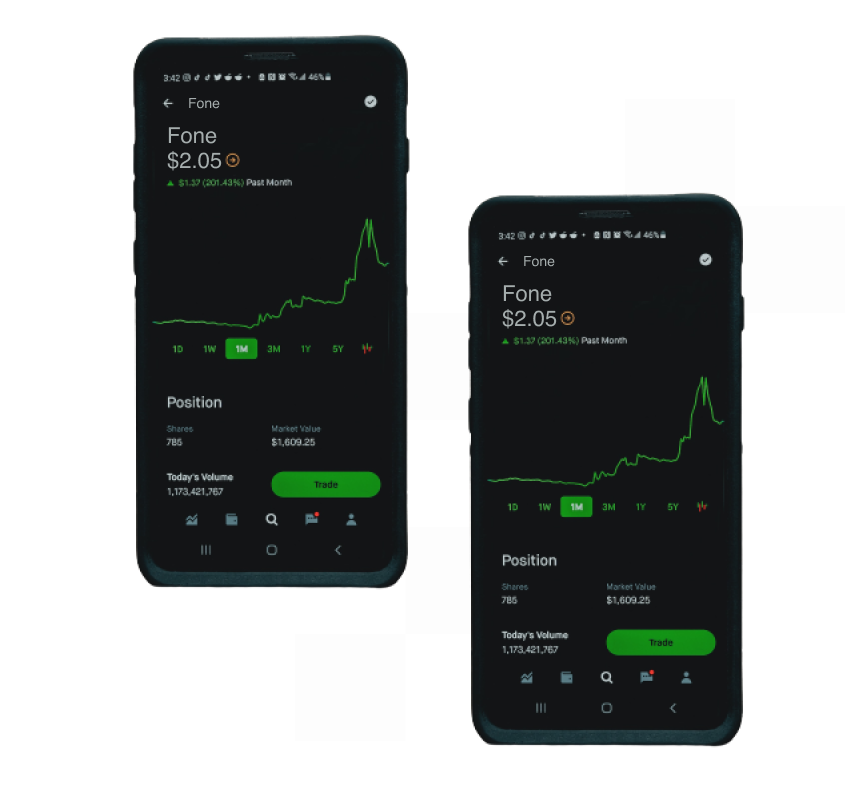 3:42 46%
Fone
Fone
$2.05
$1.37 (201.43%) Past Month
1D 1W 1M 3M 1Y 5Y
Position
Shares Market Value
785 $1,609.25
Today's Volume
1,173,421,767
Trade
3:42 46%
Fone
Fone
$2.05
$1.37 (201.43%) Past Month
1D 1W 1M 3M 1Y 5Y
Position
Shares Market Value
785 $1,609.25
Today's Volume
1,173,421,767
Trade